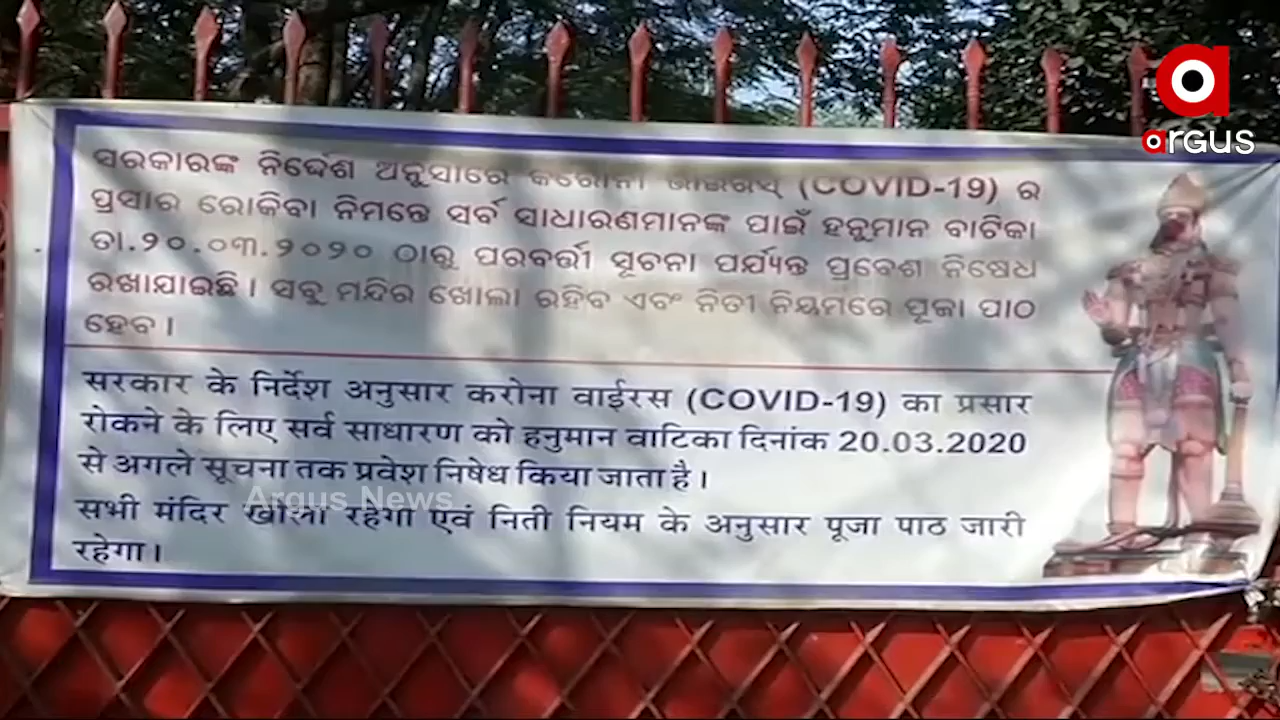 ସରକାରଙ୍କ ନିର୍ଦ୍ଦେଶ ଅନୁସାରେ କରୋନା ଭାଇରସ୍ (COVID-19) ର
ପ୍ରସାର ରୋକିବା ନିମନ୍ତେ ସର୍ବ ସାଧାରଣମାନଙ୍କ ପାଇଁ ହନୁମାନ ବାଟିକା
ତା.୨୦.୦୩.୨୦୨୦ ଠାରୁ ପରବର୍ତ୍ତୀ ସୂଚନା ପର୍ଯ୍ୟନ୍ତ ପ୍ରବେଶ ନିଷେଧ
ରଖାଯାଇଛି। ସବୁ ମନ୍ଦିର ଖୋଲା ରହିବ ଏବଂ ନିତୀ ନିୟମରେ ପୂଜା ପାଠ
ହେବ।
सरकार के निर्देश अनुसार करोना वाईरस (COVID-19) का प्रसार
रोकने के लिए सर्व साधारण को हनुमान वाटिका दिनांक 20.03.2020
से अगले सूचना तक प्रवेश निषेध किया जाता है।
सभी मंदिर खोला रहेगा एवं निती नियम के अनुसार पूजा पाठ जारी
रहेगा।
Argus News
a
argus